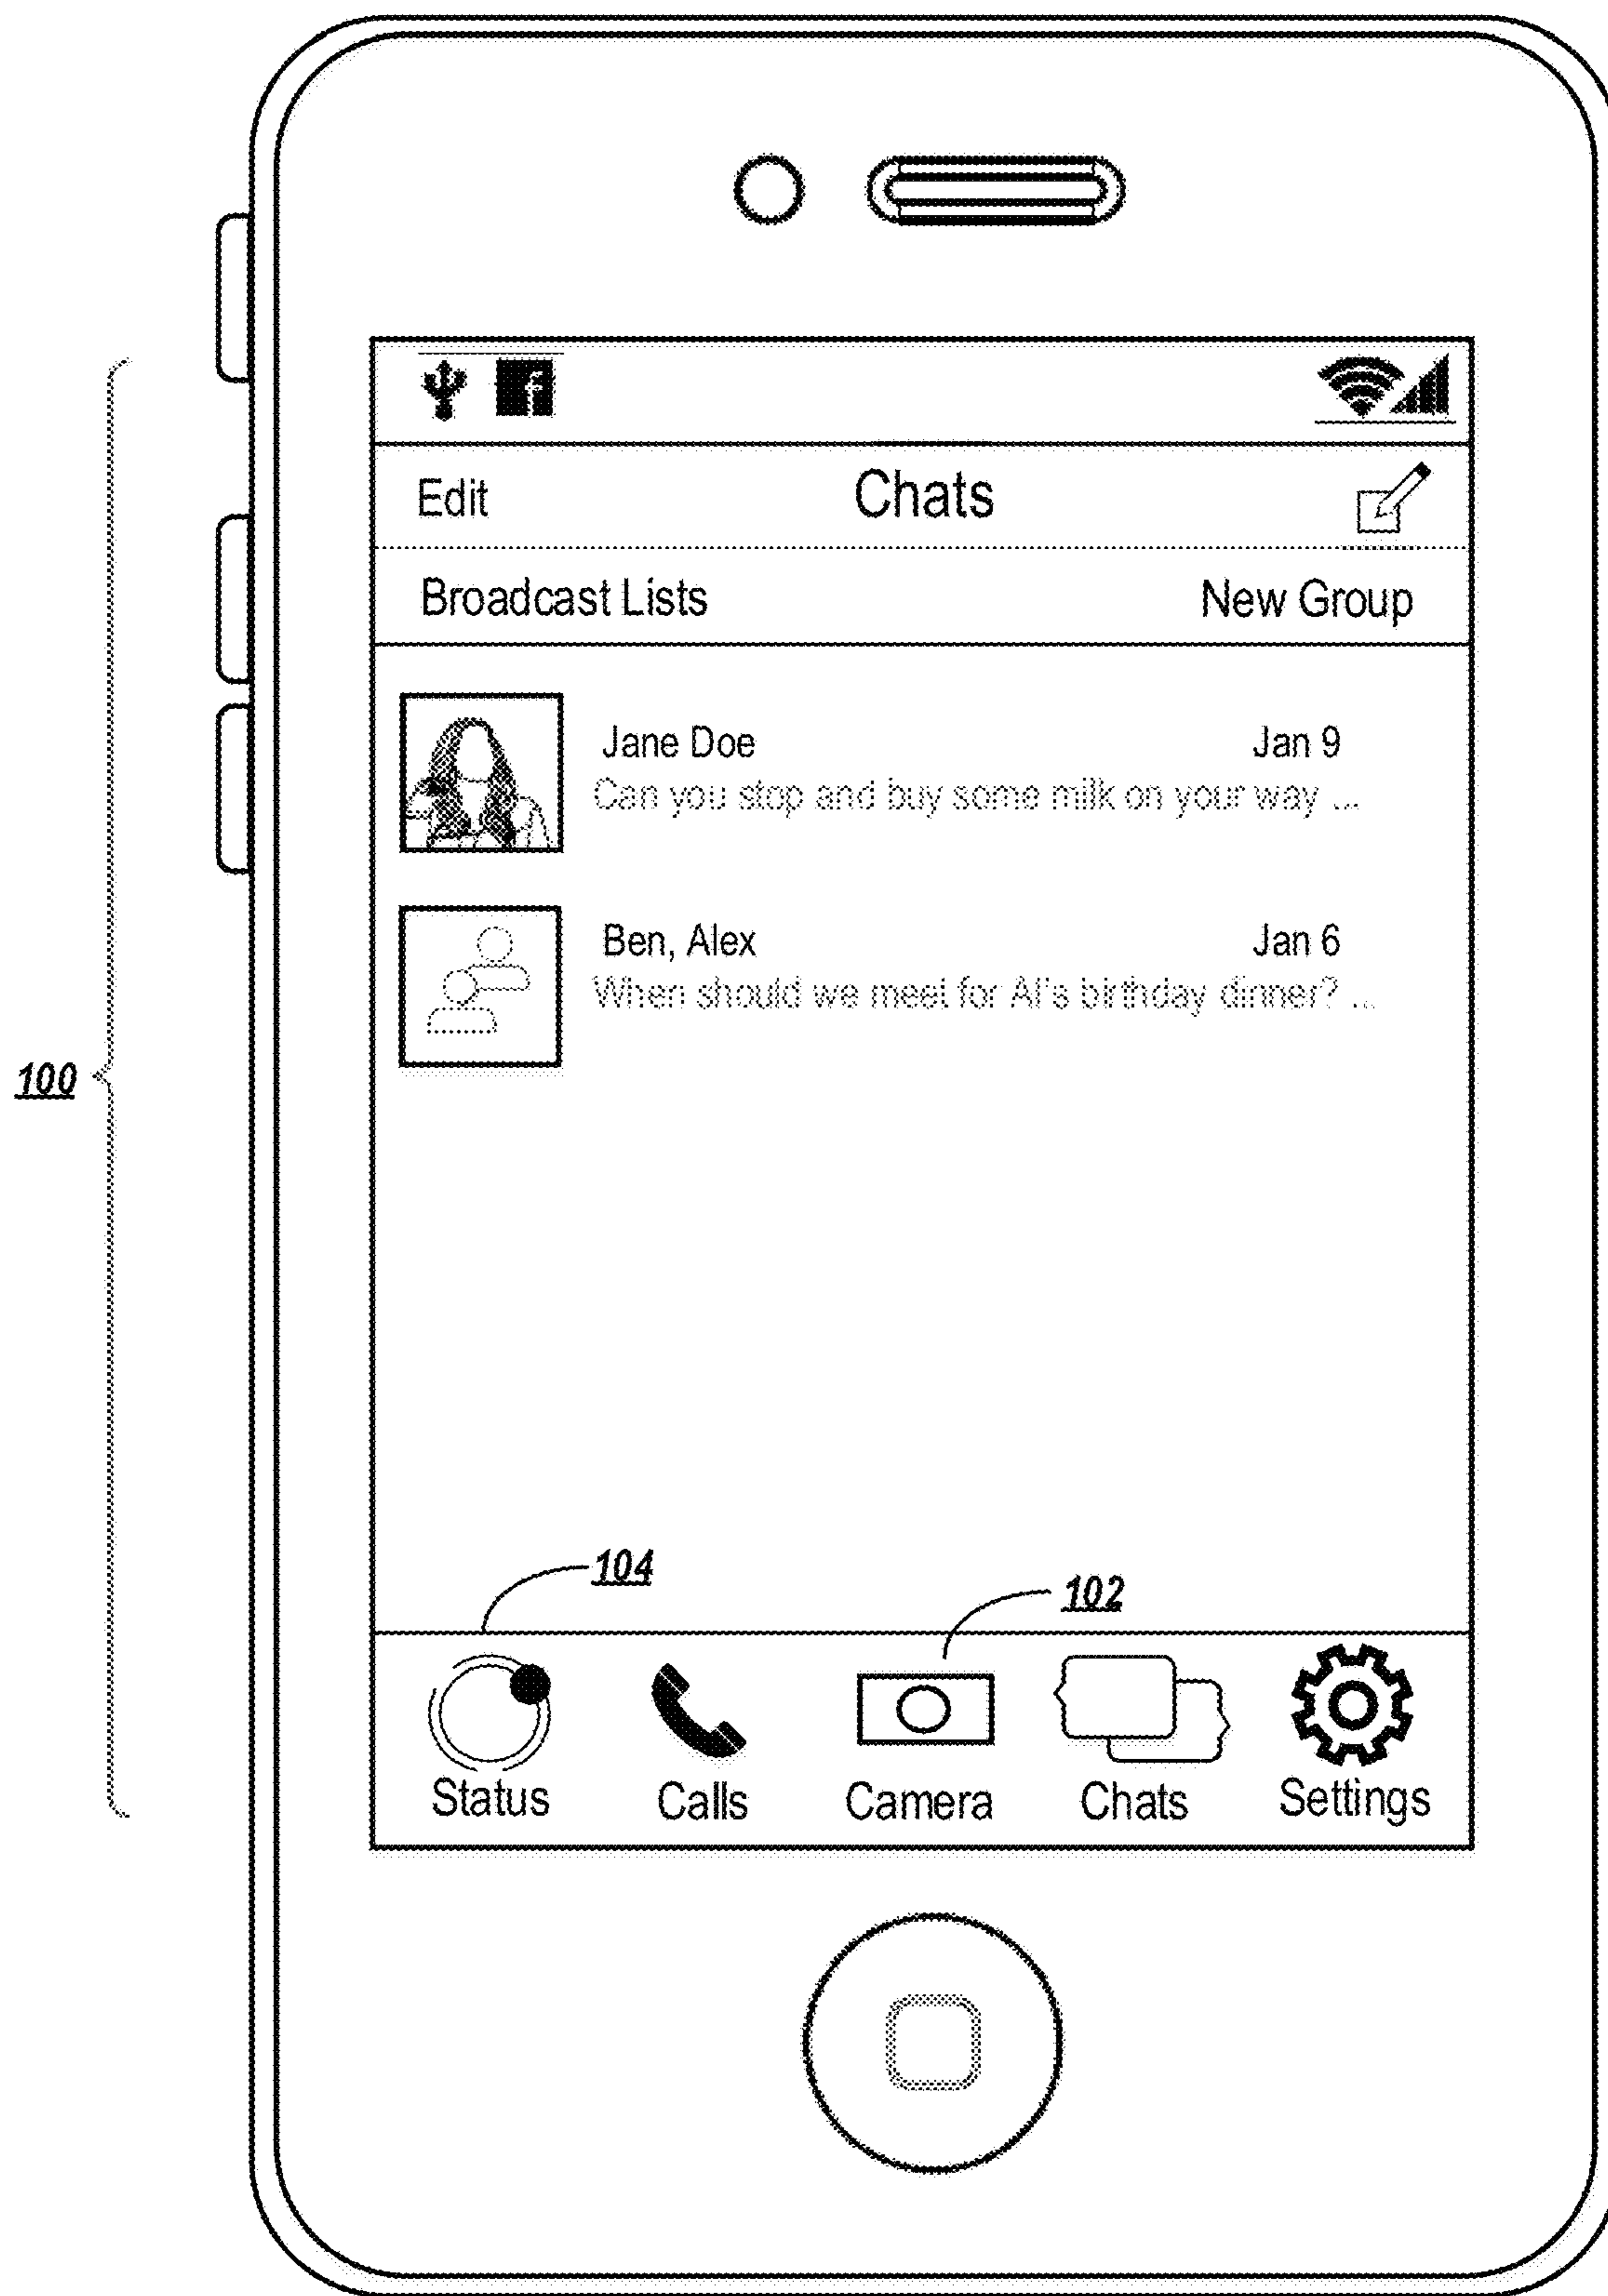 Edit Chats
Broadcast Lists New Group
Jane Doe Jan 9
Can you stop and buy some milk on your way ...
Ben, Alex Jan 6
When should we meet for Al's birthday dinner? ...
100
104
102
Status Calls Camera Chats Settings